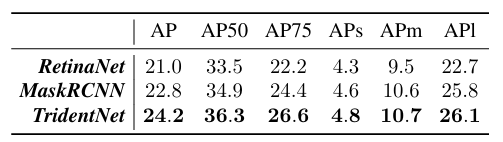 AP AP50 AP75 APs APm APl
RetinaNet 21.0 33.5 22.2 4.3 9.5 22.7
MaskRCNN 22.8 34.9 24.4 4.6 10.6 25.8
TridentNet 24.2 36.3 26.6 4.8 10.7 26.1